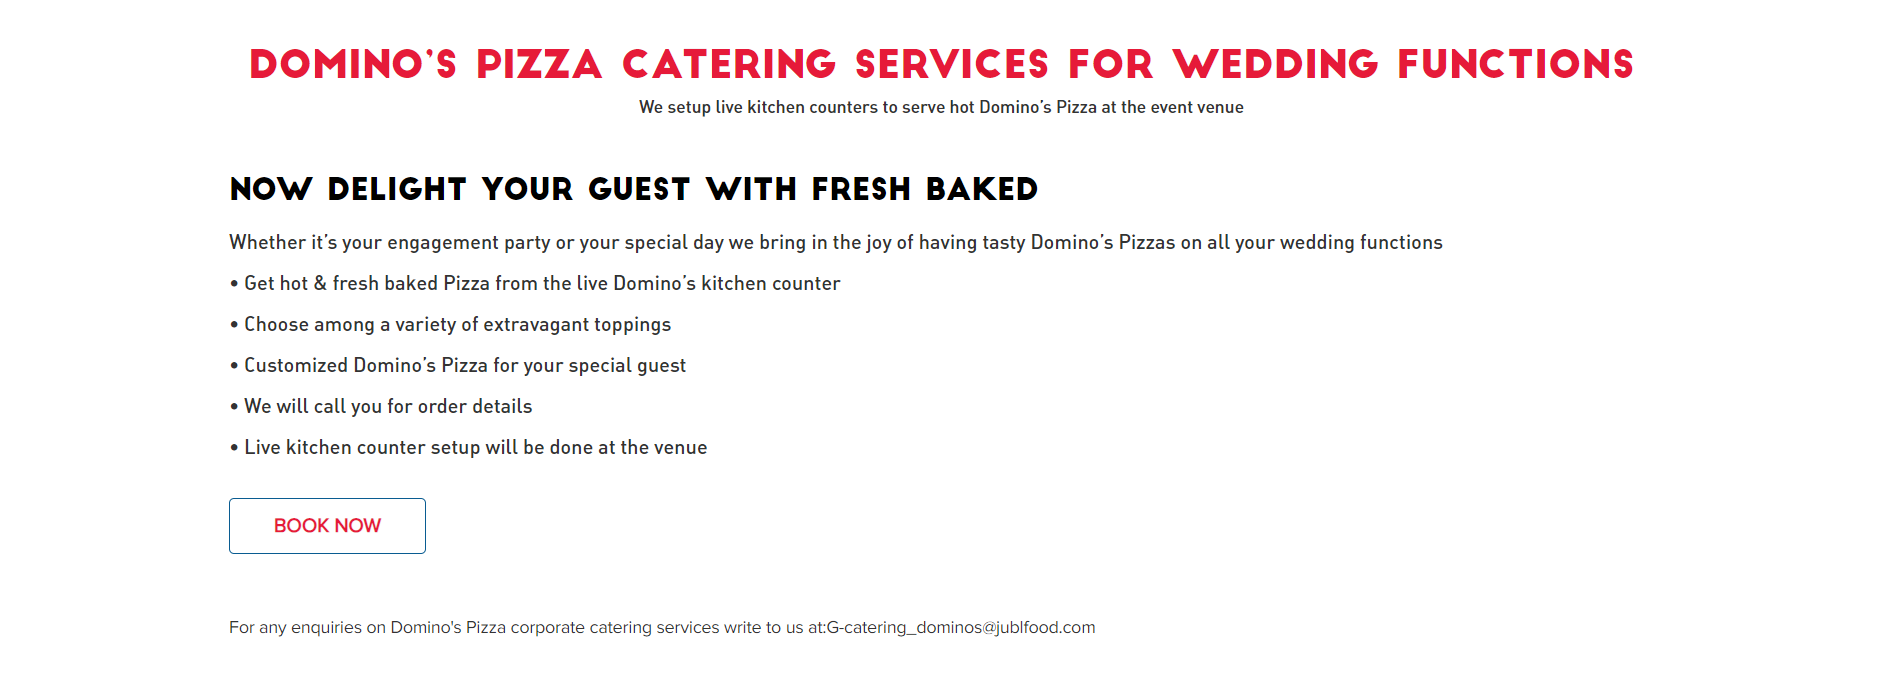 DOMINO'S PIZZA CATERING SERVICES FOR WEDDING FUNCTIONS
We setup live kitchen counters to serve hot Domino’s Pizza at the event venue
NOW DELIGHT YOUR GUEST WITH FRESH BAKED
Whether it’s your engagement party or your special day we bring in the joy of having tasty Domino’s Pizzas on all your wedding functions
• Get hot & fresh baked Pizza from the live Domino’s kitchen counter
• Choose among a variety of extravagant toppings
• Customized Domino’s Pizza for your special guest
• We will call you for order details
• Live kitchen counter setup will be done at the venue
BOOK NOW
For any enquiries on Domino's Pizza corporate catering services write to us at:G-catering_dominos@jublfood.com